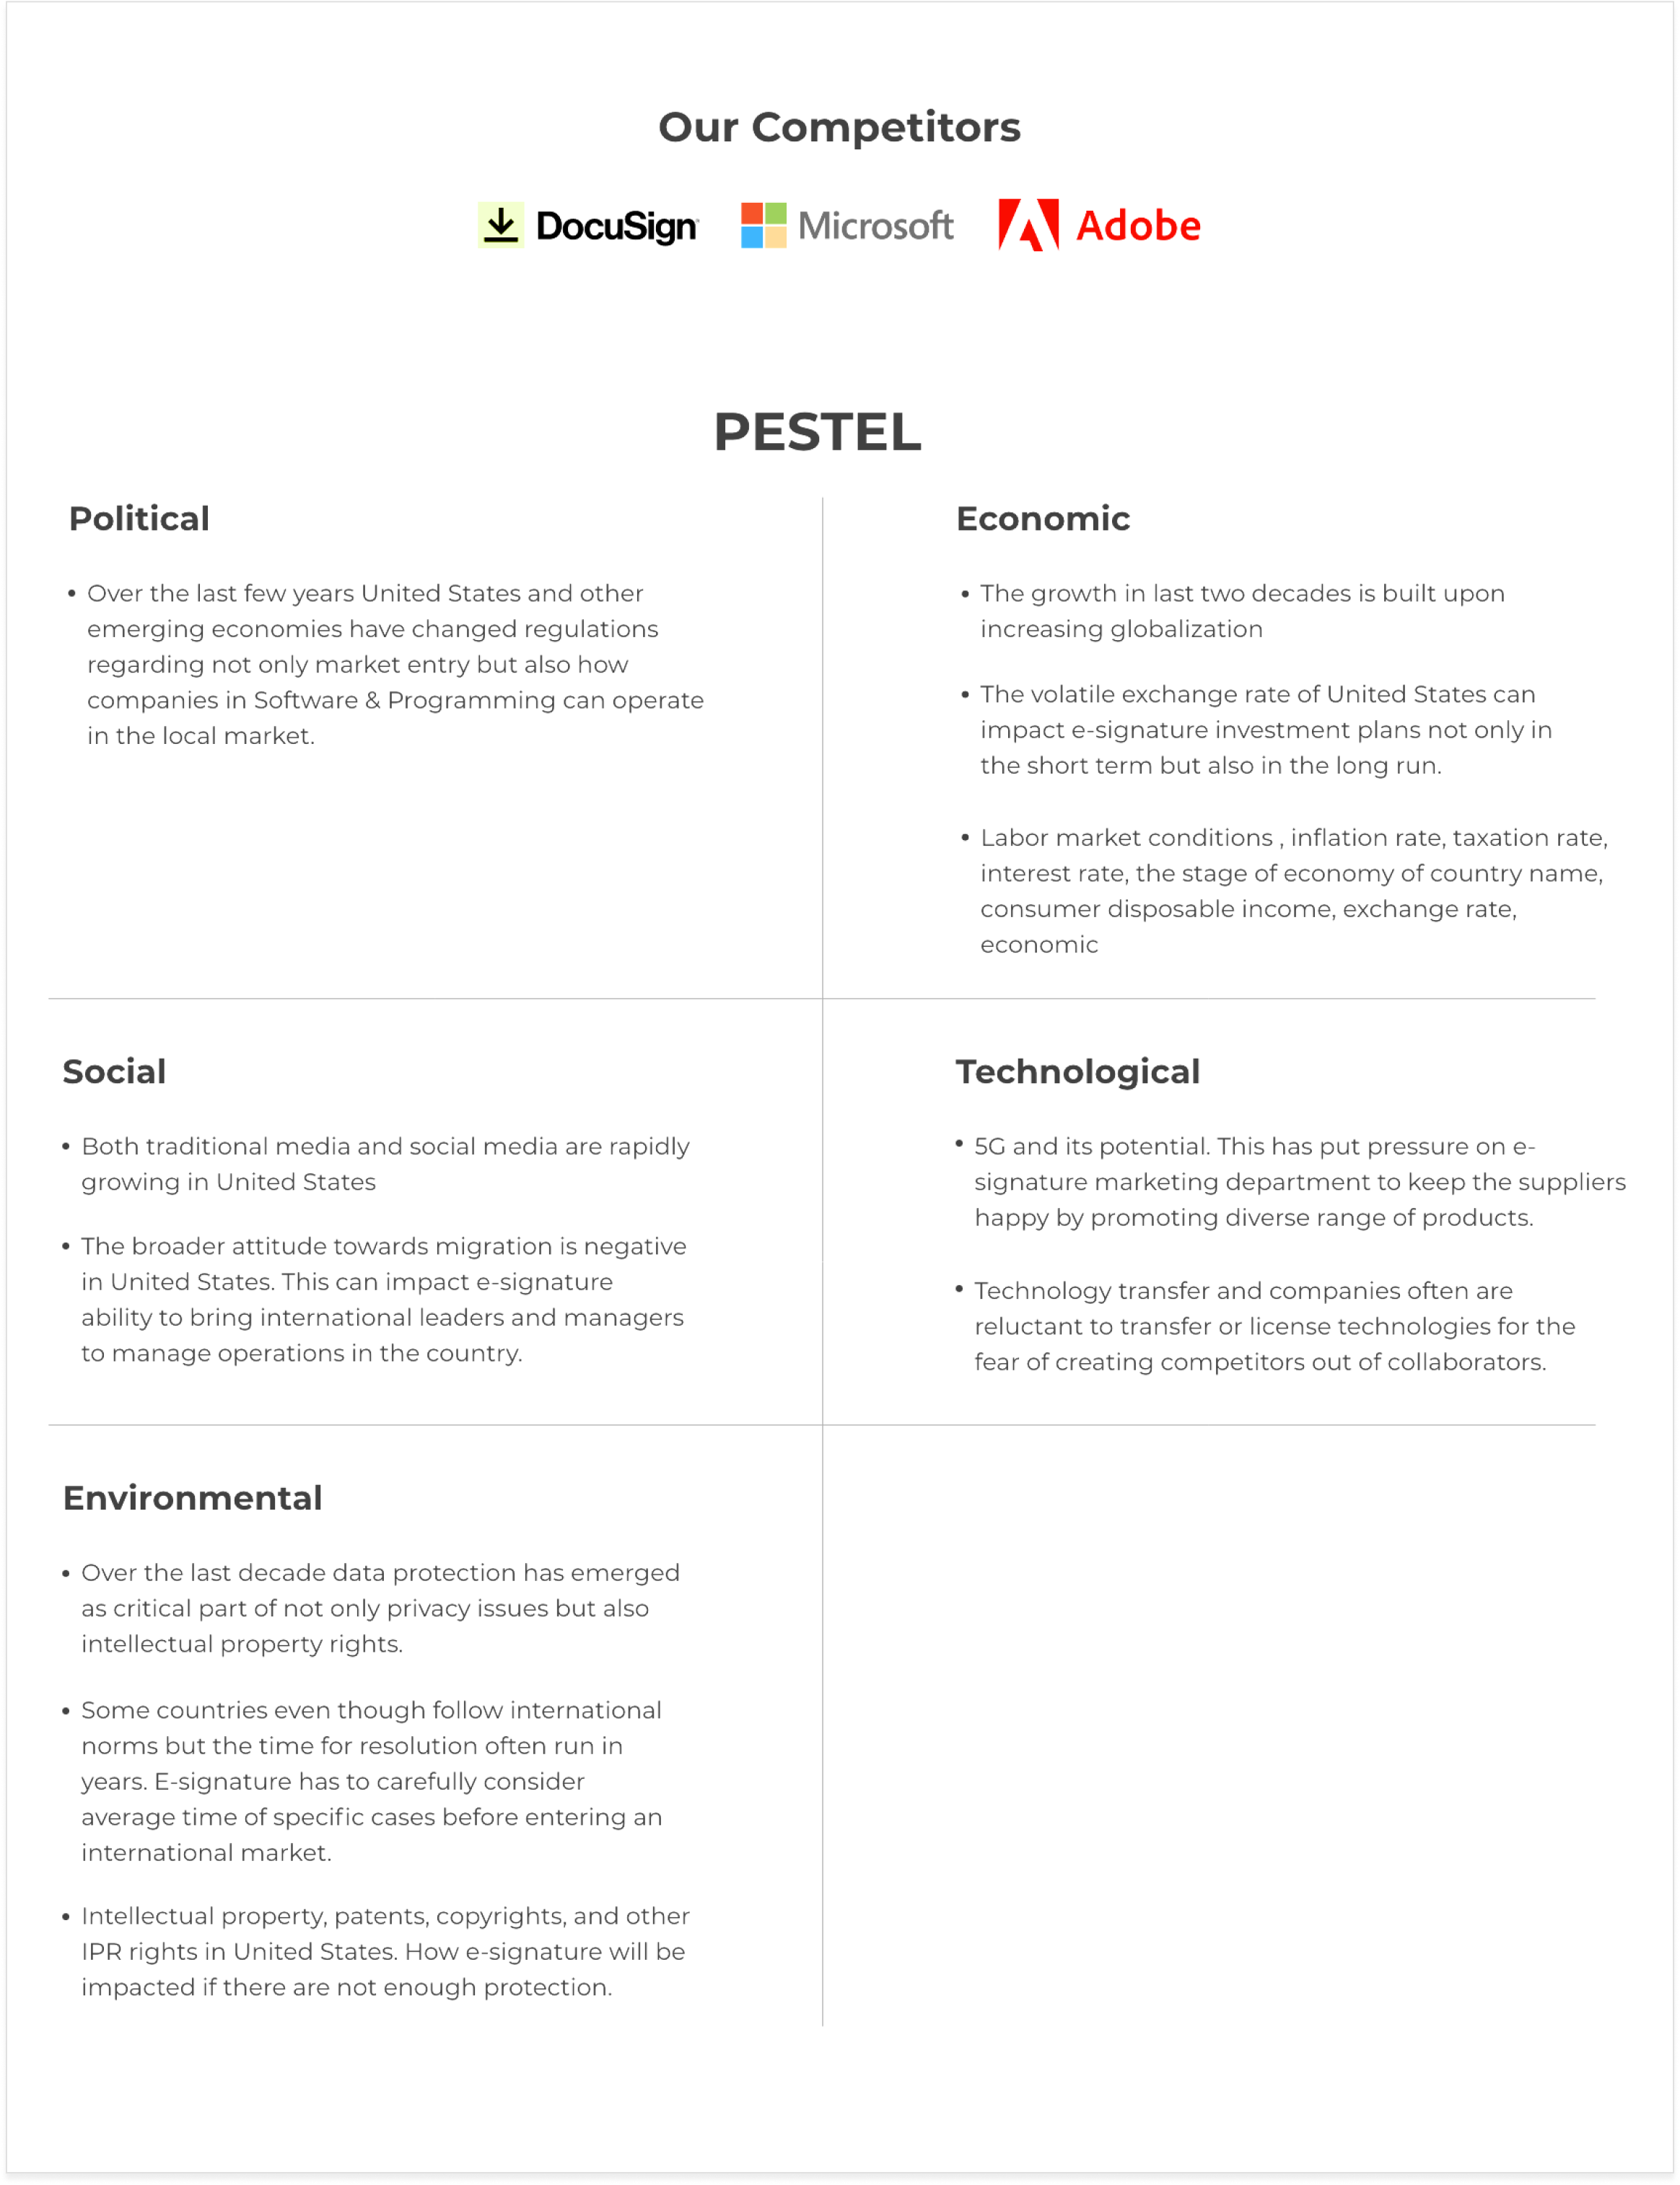 Our Competitors
DocuSign
Microsoft
Adobe
PESTEL
Political
• Over the last few years United States and other
emerging economies have changed regulations
regarding not only market entry but also how
companies in Software & Programming can operate
in the local market.
Economic
• The growth in last two decades is built upon
increasing globalization
• The volatile exchange rate of United States can
impact e-signature investment plans not only in
the short term but also in the long run.
• Labor market conditions , inflation rate, taxation rate,
interest rate, the stage of economy of country name,
consumer disposable income, exchange rate,
economic
Social
• Both traditional media and social media are rapidly
growing in United States
• The broader attitude towards migration is negative
in United States. This can impact e-signature
ability to bring international leaders and managers
to manage operations in the country.
Technological
• 5G and its potential. This has put pressure on e-
signature marketing department to keep the suppliers
happy by promoting diverse range of products.
• Technology transfer and companies often are
reluctant to transfer or license technologies for the
fear of creating competitors out of collaborators.
Environmental
• Over the last decade data protection has emerged
as critical part of not only privacy issues but also
intellectual property rights.
• Some countries even though follow international
norms but the time for resolution often run in
years. E-signature has to carefully consider
average time of specific cases before entering an
international market.
• Intellectual property, patents, copyrights, and other
IPR rights in United States. How e-signature will be
impacted if there are not enough protection.